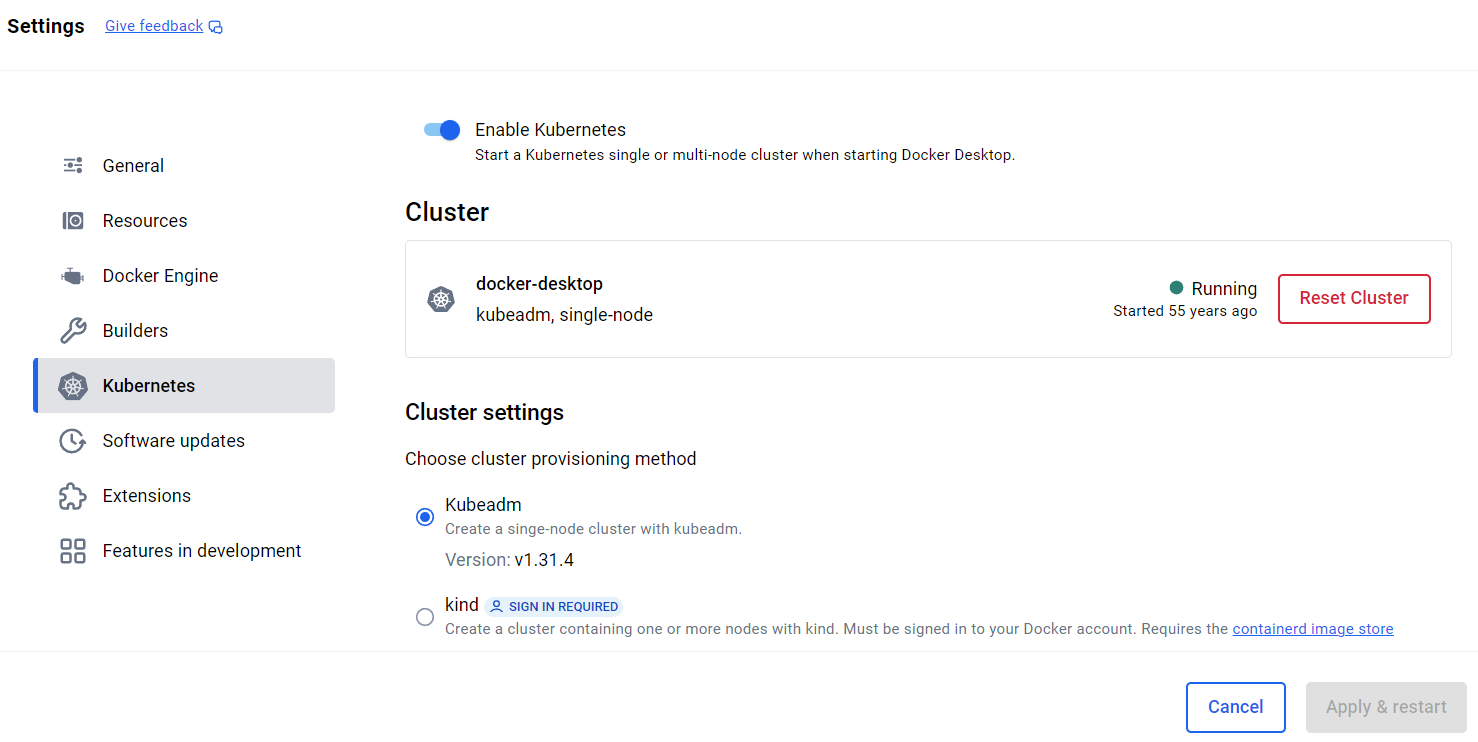 Settings Give feedback
General
Resources
Docker Engine
Builders
Kubernetes
Software updates
Extensions
Features in development
Enable Kubernetes
Start a Kubernetes single or multi-node cluster when starting Docker Desktop.
Cluster
docker-desktop
kubeadm, single-node
Running
Started 55 years ago
Reset Cluster
Cluster settings
Choose cluster provisioning method
Kubeadm
Create a singe-node cluster with kubeadm.
Version: v1.31.4
kind SIGN IN REQUIRED
Create a cluster containing one or more nodes with kind. Must be signed in to your Docker account. Requires the containerd image store
Cancel Apply & restart